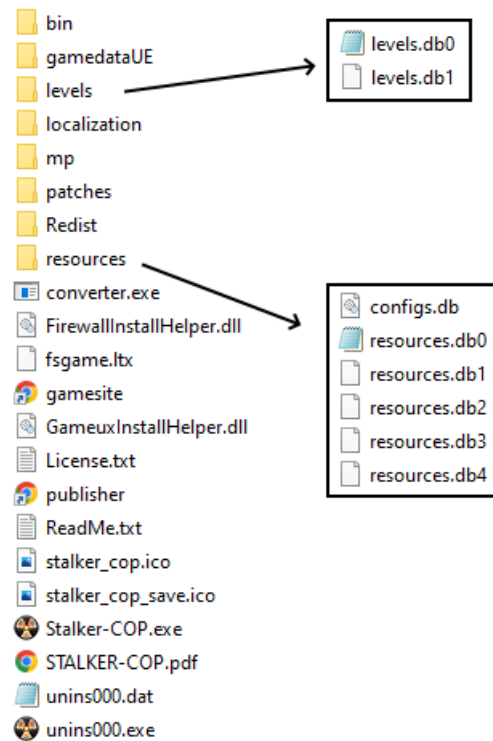 bin
gamedataUE
levels
localization
mp
patches
Redist
resources
converter.exe
FirewallInstallHelper.dll
fsgame.ltx
gamesite
GameuxInstallHelper.dll
License.txt
publisher
ReadMe.txt
stalker_cop.ico
stalker_cop_save.ico
Stalker-COP.exe
STALKER-COP.pdf
unins000.dat
unins000.exe
levels.db0
levels.db1
configs.db
resources.db0
resources.db1
resources.db2
resources.db3
resources.db4